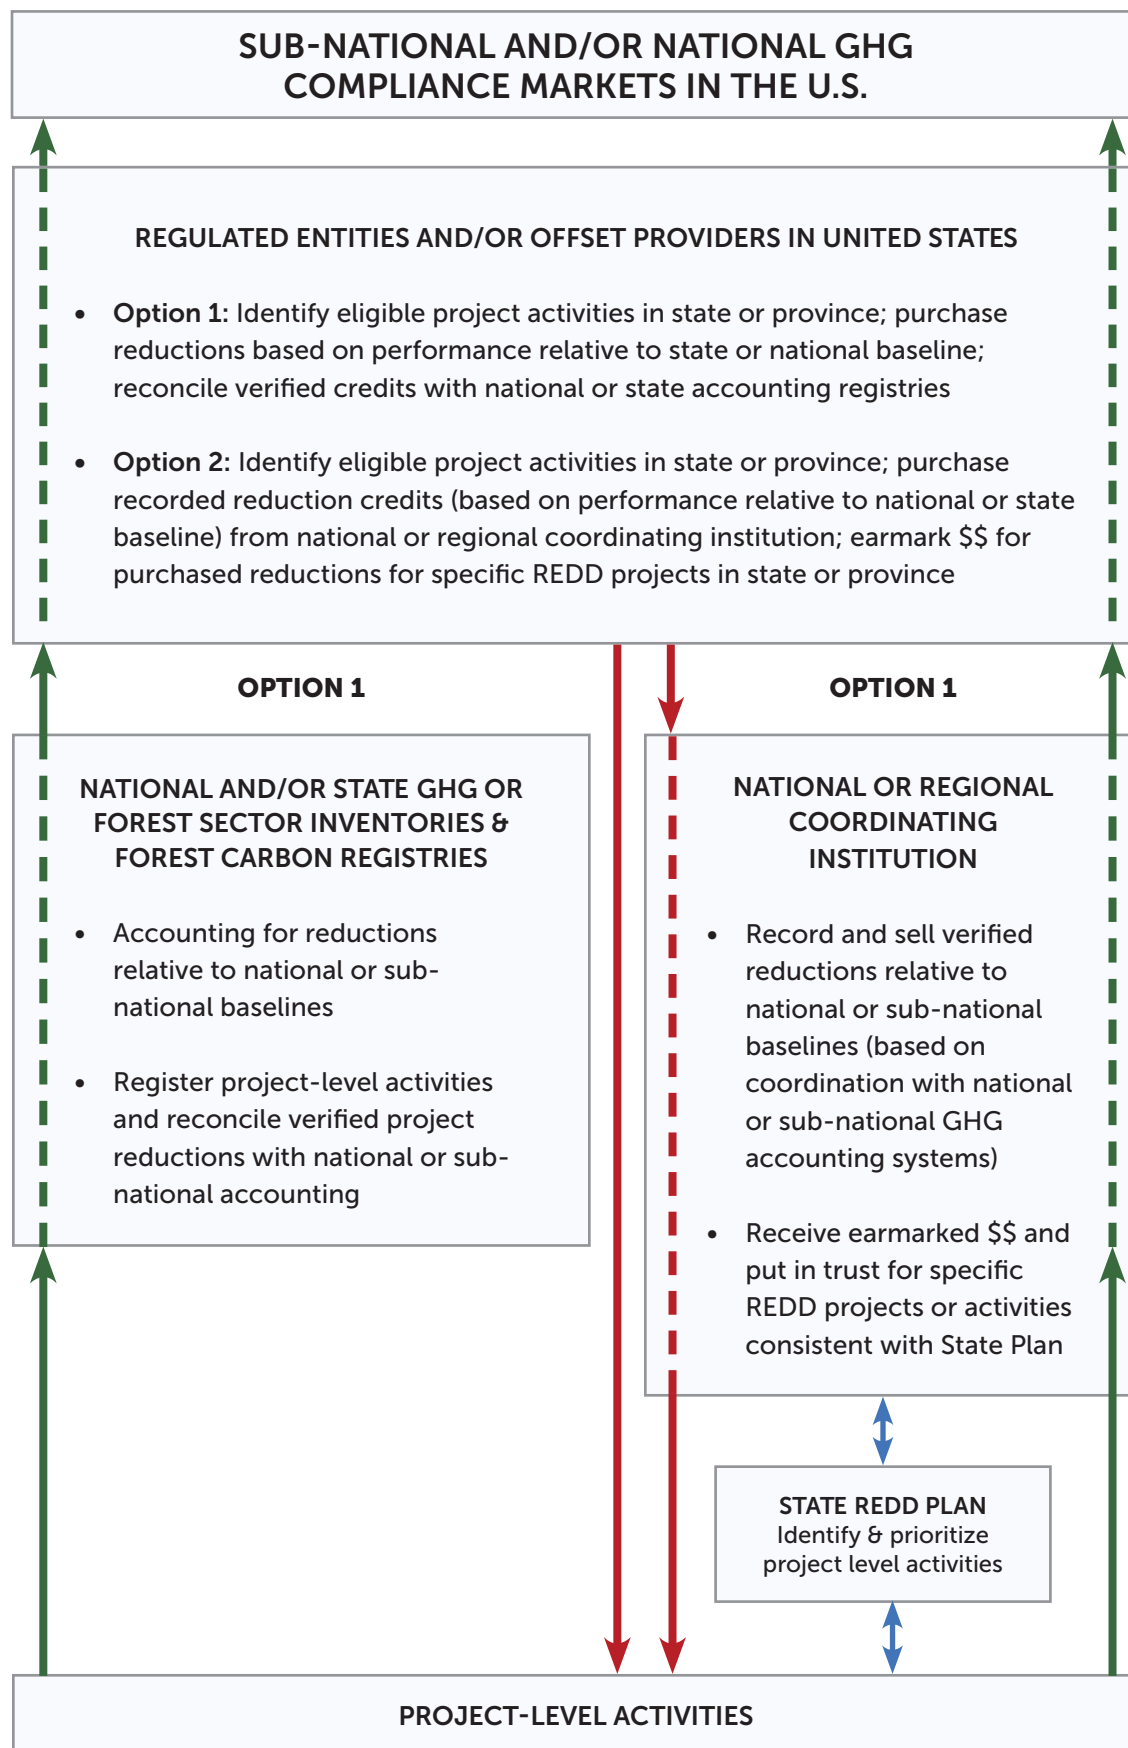 SUB-NATIONAL AND/OR NATIONAL GHG
COMPLIANCE MARKETS IN THE U.S.
REGULATED ENTITIES AND/OR OFFSET PROVIDERS IN UNITED STATES
• Option 1: Identify eligible project activities in state or province; purchase
reductions based on performance relative to state or national baseline;
reconcile verified credits with national or state accounting registries
• Option 2: Identify eligible project activities in state or province; purchase
recorded reduction credits (based on performance relative to national or state
baseline) from national or regional coordinating institution; earmark $$ for
purchased reductions for specific REDD projects in state or province
OPTION 1
NATIONAL AND/OR STATE GHG OR
FOREST SECTOR INVENTORIES &
FOREST CARBON REGISTRIES
• Accounting for reductions
relative to national or sub-
national baselines
• Register project-level activities
and reconcile verified project
reductions with national or sub-
national accounting
OPTION 1
NATIONAL OR REGIONAL
COORDINATING
INSTITUTION
• Record and sell verified
reductions relative to
national or sub-national
baselines (based on
coordination with national
or sub-national GHG
accounting systems)
• Receive earmarked $$ and
put in trust for specific
REDD projects or activities
consistent with State Plan
STATE REDD PLAN
Identify & prioritize
project level activities
PROJECT-LEVEL ACTIVITIES